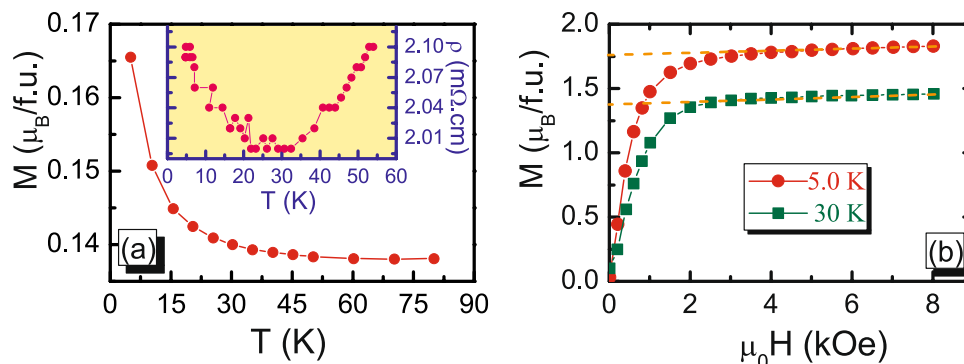 0.17
0.16
0.15
0.14
M (μB/f.u.)
0 15 30 45 60 75 90
T (K)
(a)
2.10
2.07
2.04
2.01
ρ (mΩ.cm)
0 10 20 30 40 50 60
T (K)
2.0
1.5
1.0
0.5
0.0
M (μB/f.u.)
0 2 4 6 8
μ0H (kOe)
5.0 K
30 K
(b)